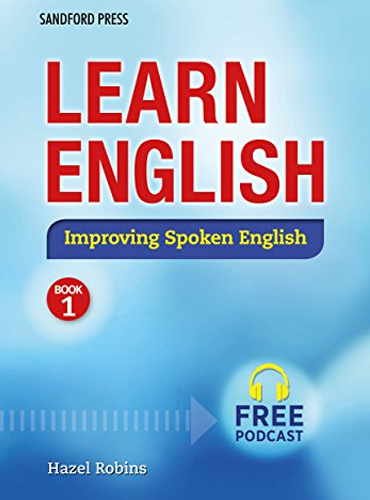 SANDFORD PRESS
LEARN
ENGLISH
Improving Spoken English
BOOK
1
FREE
PODCAST
Hazel Robins